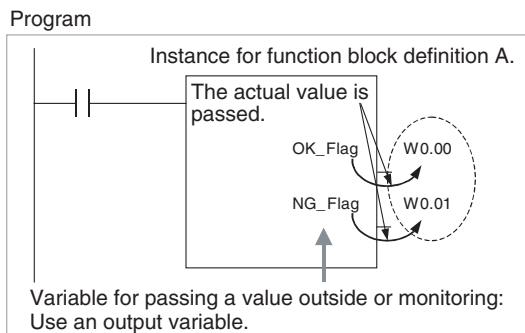 Program
Instance for function block definition A.
The actual value is
passed.
OK_Flag W0.00
NG_Flag W0.01
Variable for passing a value outside or monitoring:
Use an output variable.